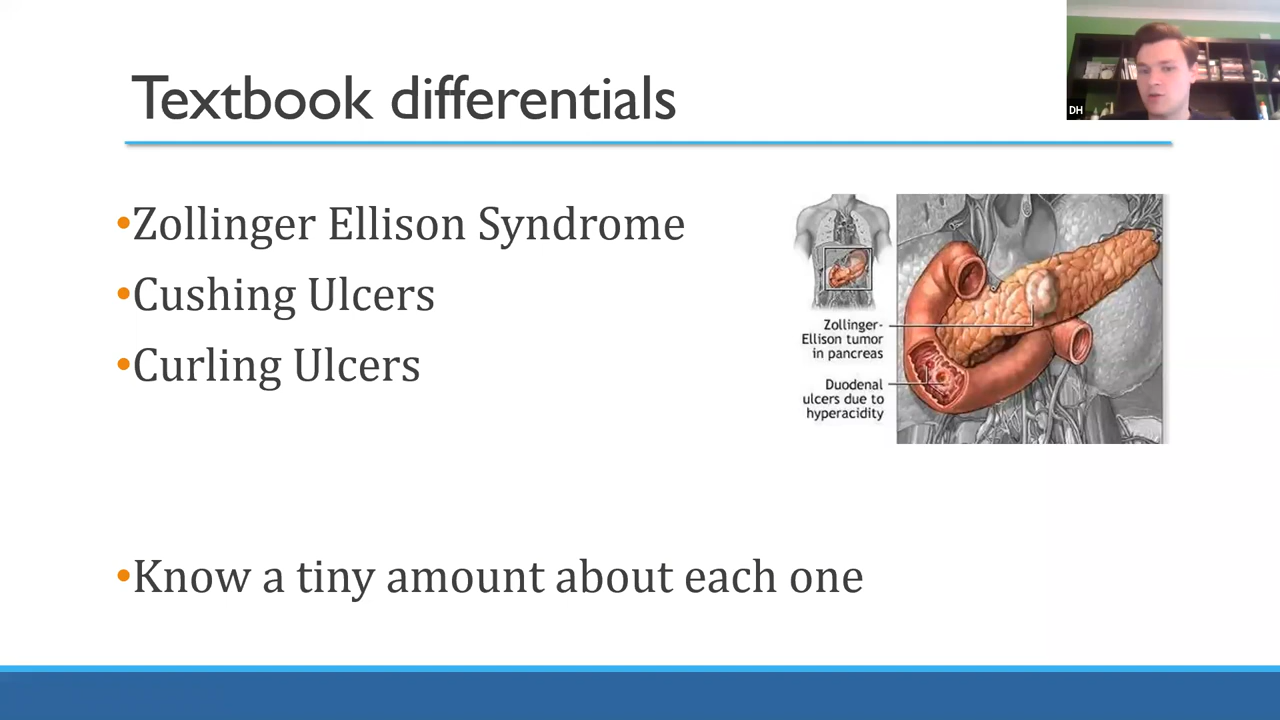 Textbook differentials
DH
•Zollinger Ellison Syndrome
•Cushing Ulcers
•Curling Ulcers
Zollinger-
Ellison tumor
in pancreas
Duodenal
ulcers due to
hyperacidity
•Know a tiny amount about each one